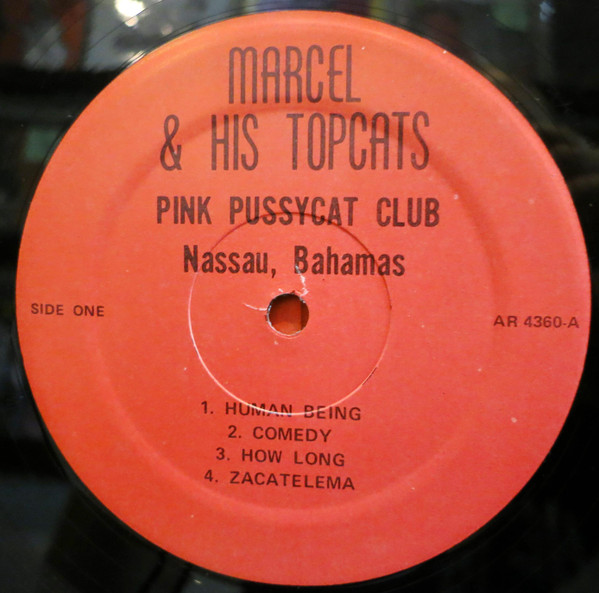 MARCEL
& HIS TOPCATS
PINK PUSSYCAT CLUB
Nassau, Bahamas
SIDE ONE
AR 4360-A
1. HUMAN BEING
2. COMEDY
3. HOW LONG
4. ZACATELEMA